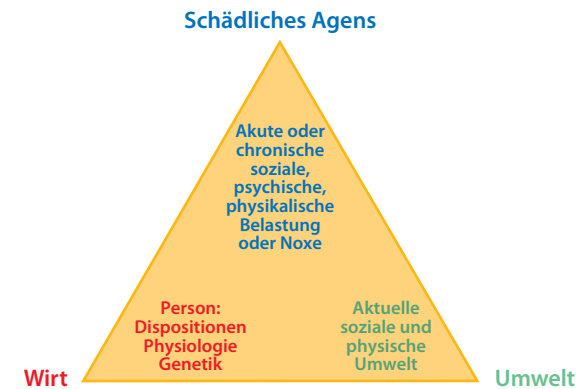 Schädliches Agens
Akute oder
chronische
soziale,
psychische,
physikalische
Belastung
oder Noxe
Person:
Dispositionen
Physiologie
Genetik
Aktuelle
soziale und
physische
Umwelt
Wirt
Umwelt